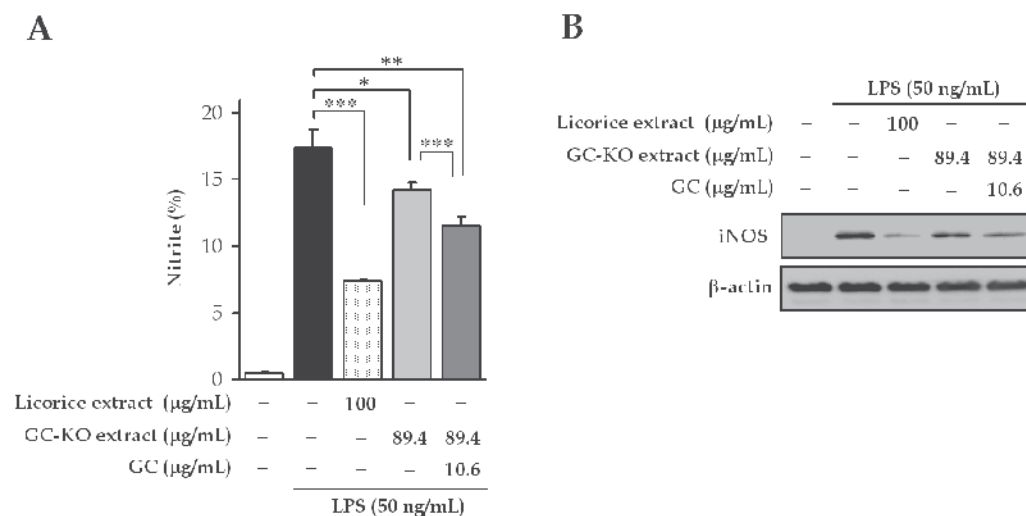 A
** 
* 
*** 
*** 
20
15
10
5
0
Nitrite (%)
Licorice extract (μg/mL) – – 100 – –
GC-KO extract (μg/mL) – – – 89.4 89.4
GC (μg/mL) – – – – 10.6
LPS (50 ng/mL)
B
LPS (50 ng/mL)
Licorice extract (μg/mL) – – 100 – –
GC-KO extract (μg/mL) – – – 89.4 89.4
GC (μg/mL) – – – – 10.6
iNOS
β-actin